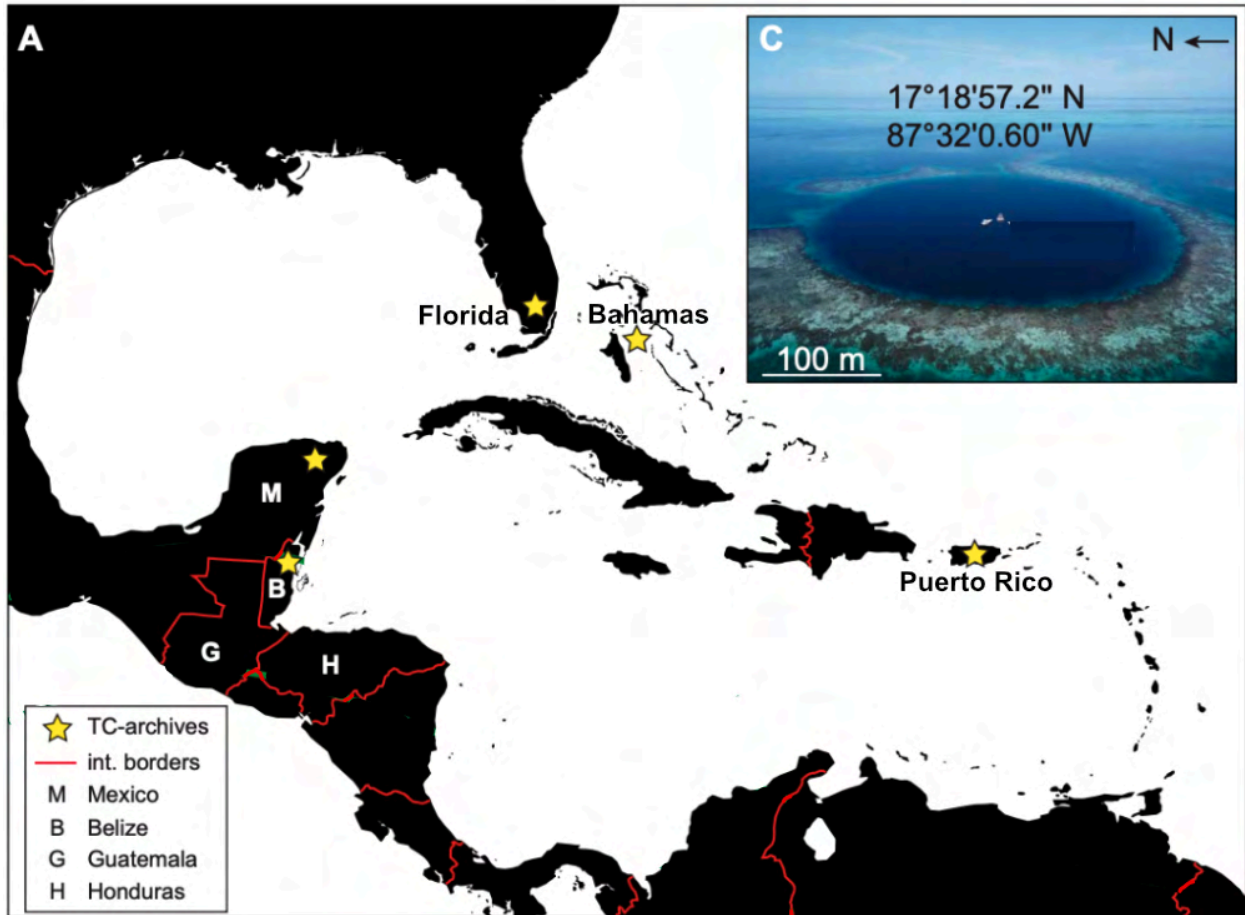 A
C
N
17°18'57.2" N
87°32'0.60" W
100 m
Florida
Bahamas
M
B
Puerto Rico
G
H
TC-archives
int. borders
M Mexico
B Belize
G Guatemala
H Honduras